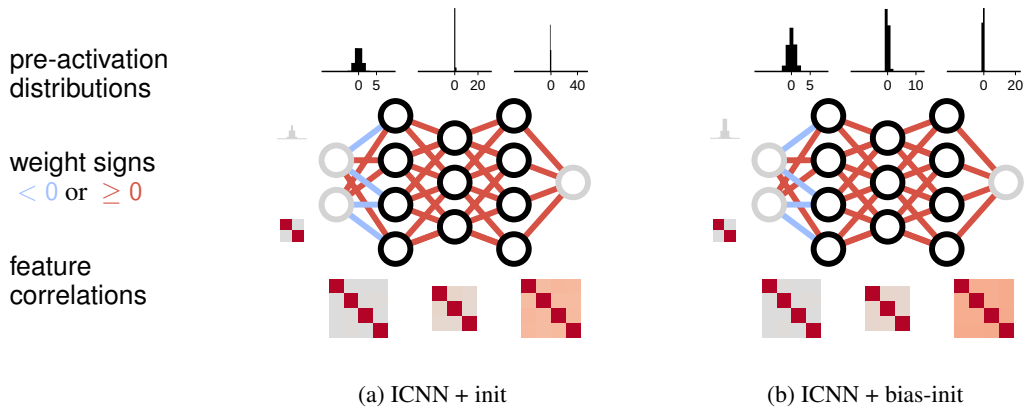 pre-activation
distributions
0 5
0 20
0 40
0 5
0 10
0 20
weight signs
< 0 or ≥ 0
feature
correlations
(a) ICNN + init
(b) ICNN + bias-init